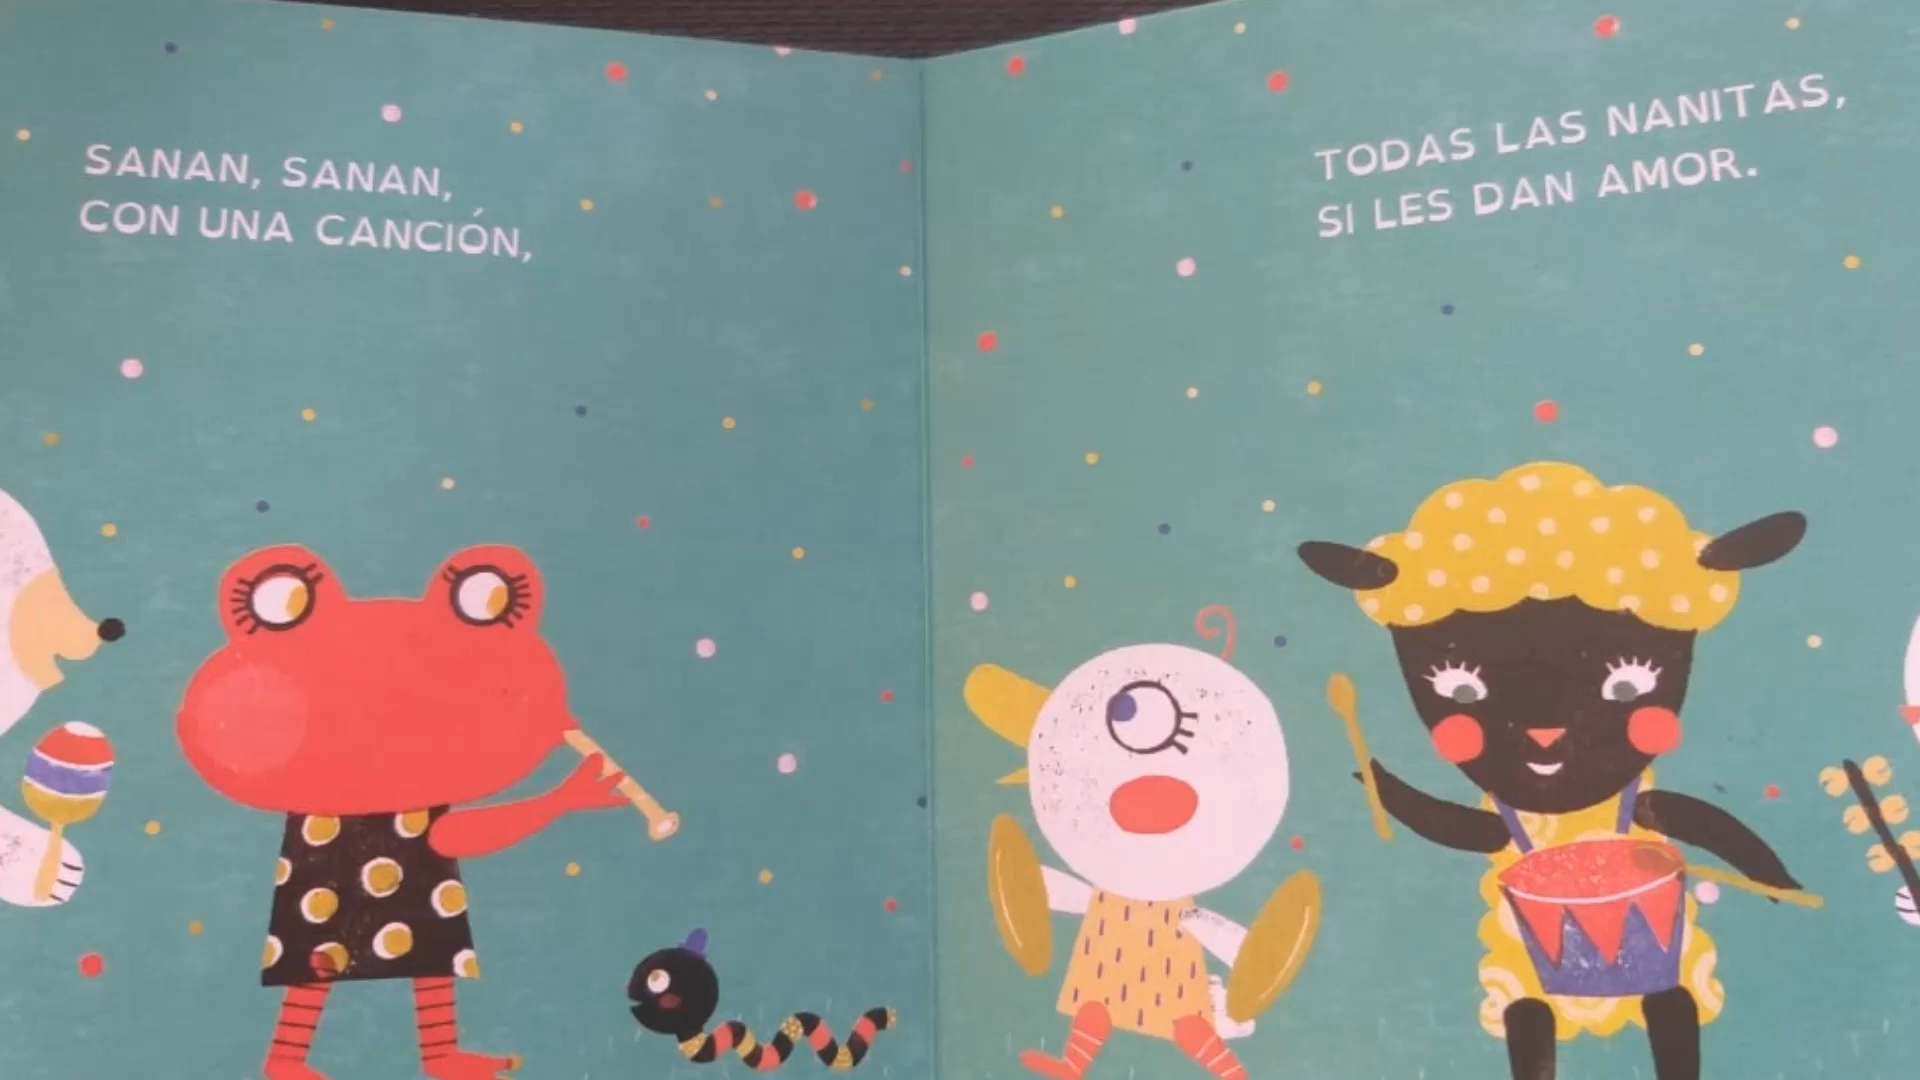 SANAN, SANAN,
CON UNA CANCIÓN,
TODAS LAS NANITAS,
SI LES DAN AMOR.